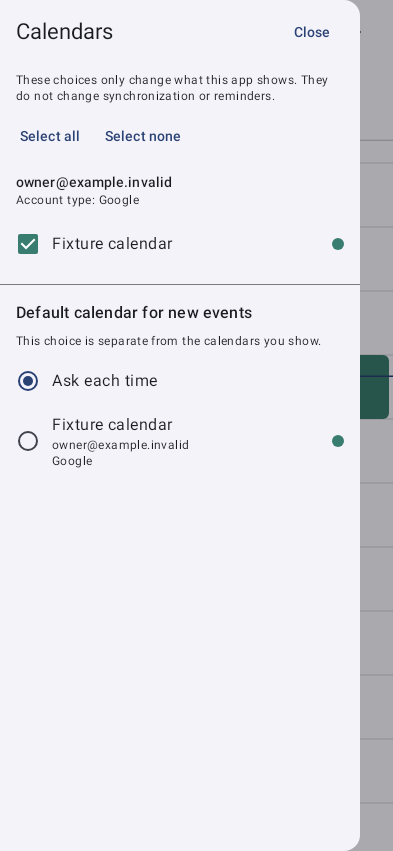 Calendars
Close
These choices only change what this app shows. They
do not change synchronization or reminders.
Select all
Select none
owner@example.invalid
Account type: Google
Fixture calendar
Default calendar for new events
This choice is separate from the calendars you show.
Ask each time
Fixture calendar
owner@example.invalid
Google